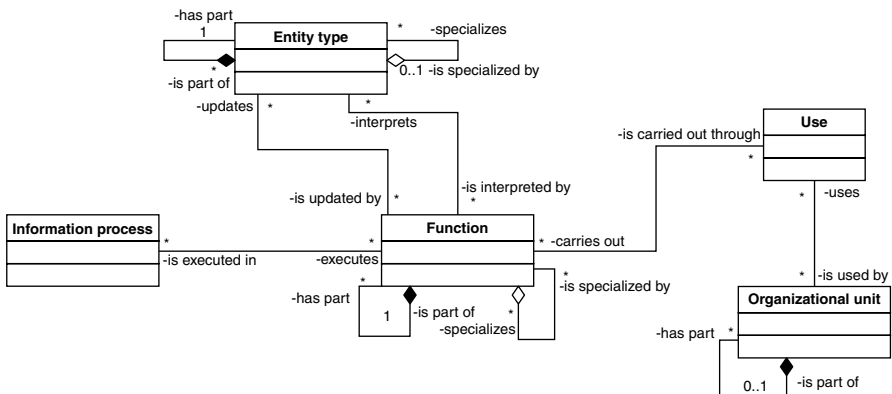 -has part
1
Entity type
*
-specializes
*
0..1
-is specialized by
-is part of
-updates
*
*
-interprets
Use
-is carried out through
*
*
-uses
-is updated by
*
-is interpreted by
*
Information process
Function
*
-is executed in
*
-executes
*
-carries out
*
-is used by
*
-has part
1
-is part of
*
-specializes
*
-is specialized by
Organizational unit
-has part
*
0..1
-is part of